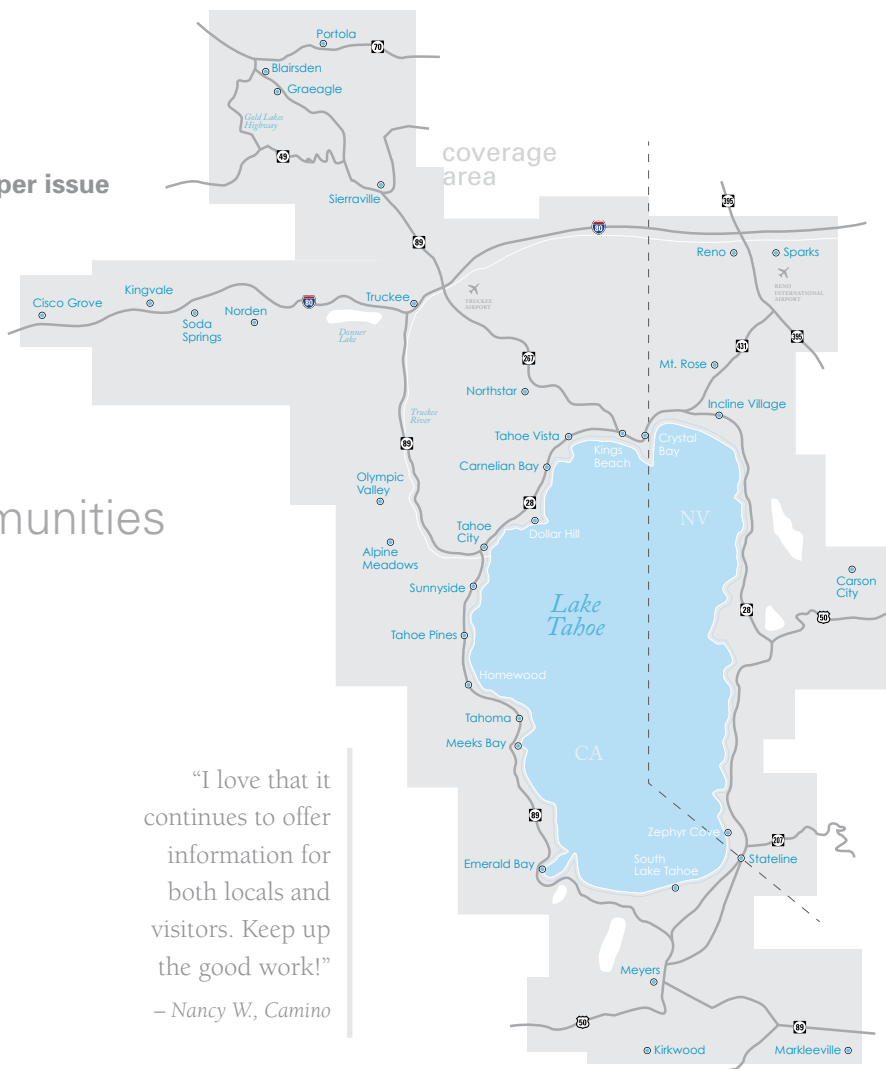 Portola
70
Blairsden
Graeagle
Gold Lakes
Highway
49
coverage
area
per issue
Sierraville
395
80
89
Reno
Sparks
Kingvale
Cisco Grove
Soda
Springs
Norden
80
Truckee
TRUCKEE
AIRPORT
RENO
INTERNATIONAL
AIRPORT
Donner
Lake
395
431
267
Mt. Rose
Northstar
Incline Village
Truckee
River
89
Tahoe Vista
Kings
Beach
Crystal
Bay
Carnelian Bay
Olympic
Valley
28
NV
munities
Tahoe
City
Dollar Hill
Alpine
Meadows
Carson
City
Sunnyside
Lake
Tahoe
28
50
Tahoe Pines
Homewood
Tahoma
Meeks Bay
CA
“I love that it
continues to offer
information for
both locals and
visitors. Keep up
the good work!”
– Nancy W., Camino
89
Zephyr Cove
207
Emerald Bay
South
Lake Tahoe
Stateline
Meyers
50
89
Kirkwood
Markleeville